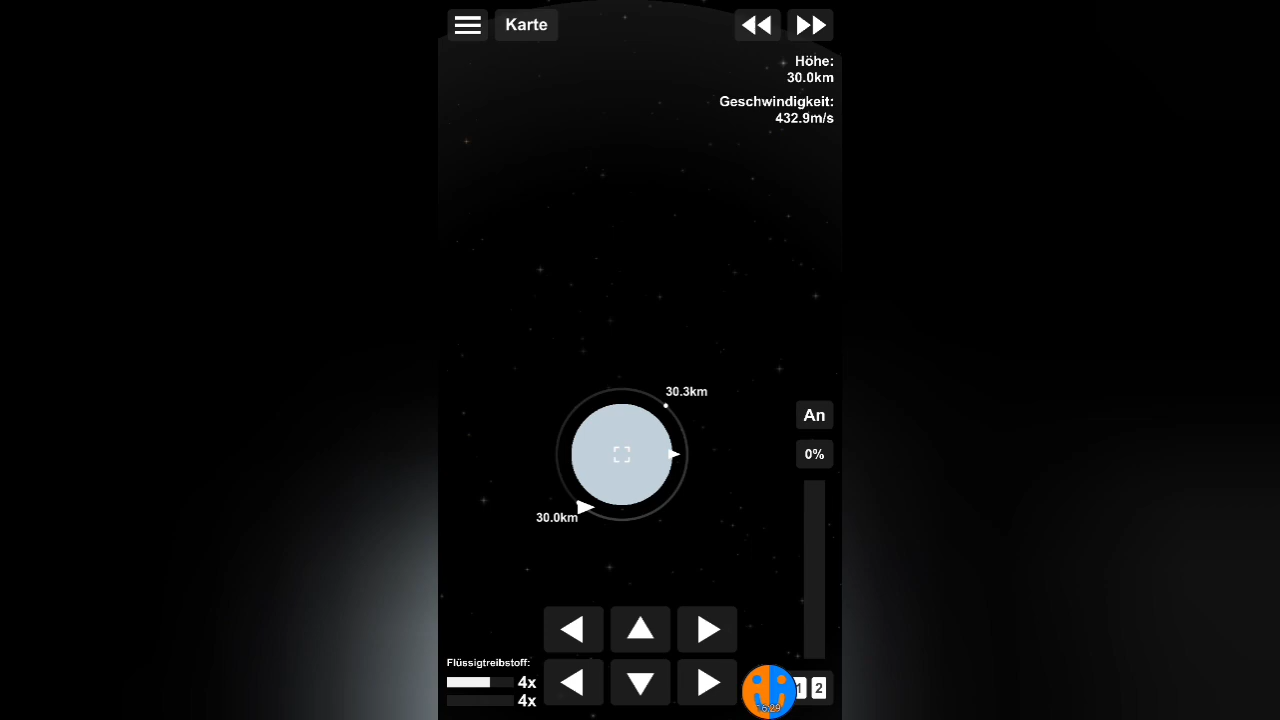 Karte
Höhe:
30.0km
Geschwindigkeit:
432.9m/s
30.3km
An
0%
30.0km
Flüssigtreibstoff:
4x
4x
1 2